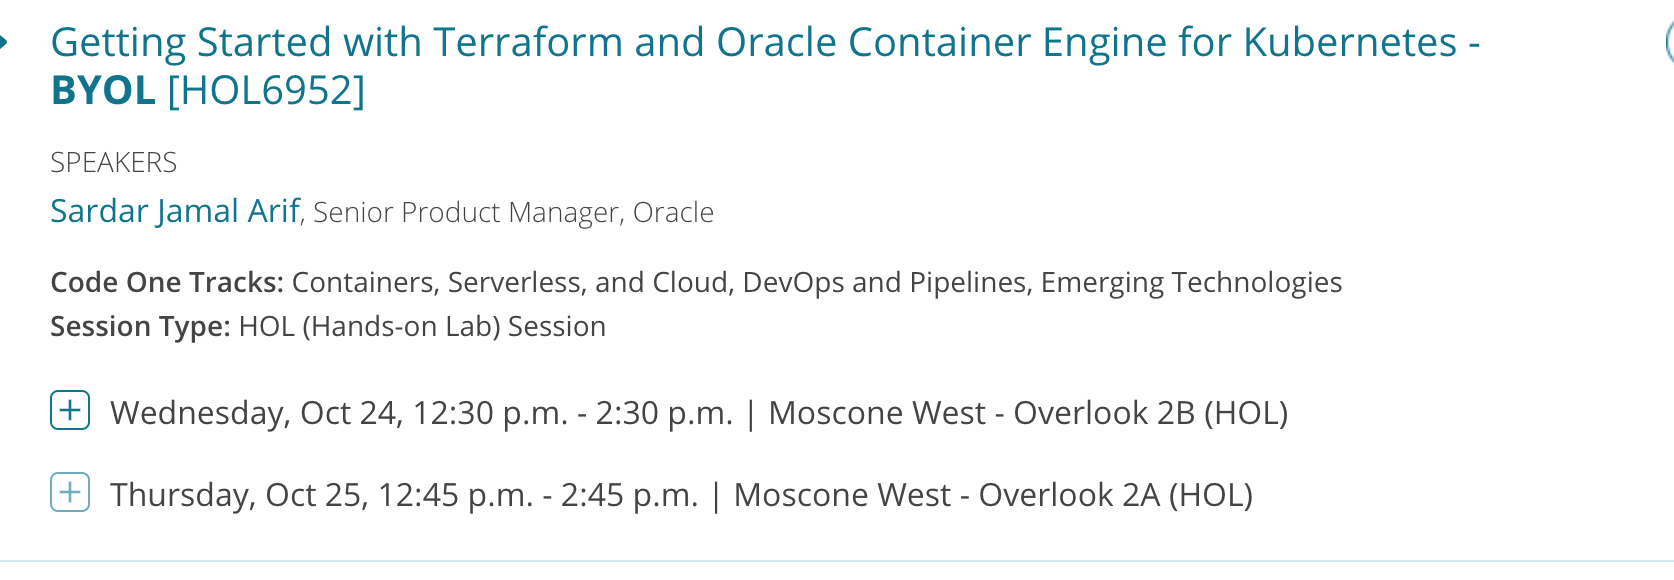 Getting Started with Terraform and Oracle Container Engine for Kubernetes -
BYOL [HOL6952]
SPEAKERS
Sardar Jamal Arif, Senior Product Manager, Oracle
Code One Tracks: Containers, Serverless, and Cloud, DevOps and Pipelines, Emerging Technologies
Session Type: HOL (Hands-on Lab) Session
Wednesday, Oct 24, 12:30 p.m. - 2:30 p.m. | Moscone West - Overlook 2B (HOL)
Thursday, Oct 25, 12:45 p.m. - 2:45 p.m. | Moscone West - Overlook 2A (HOL)